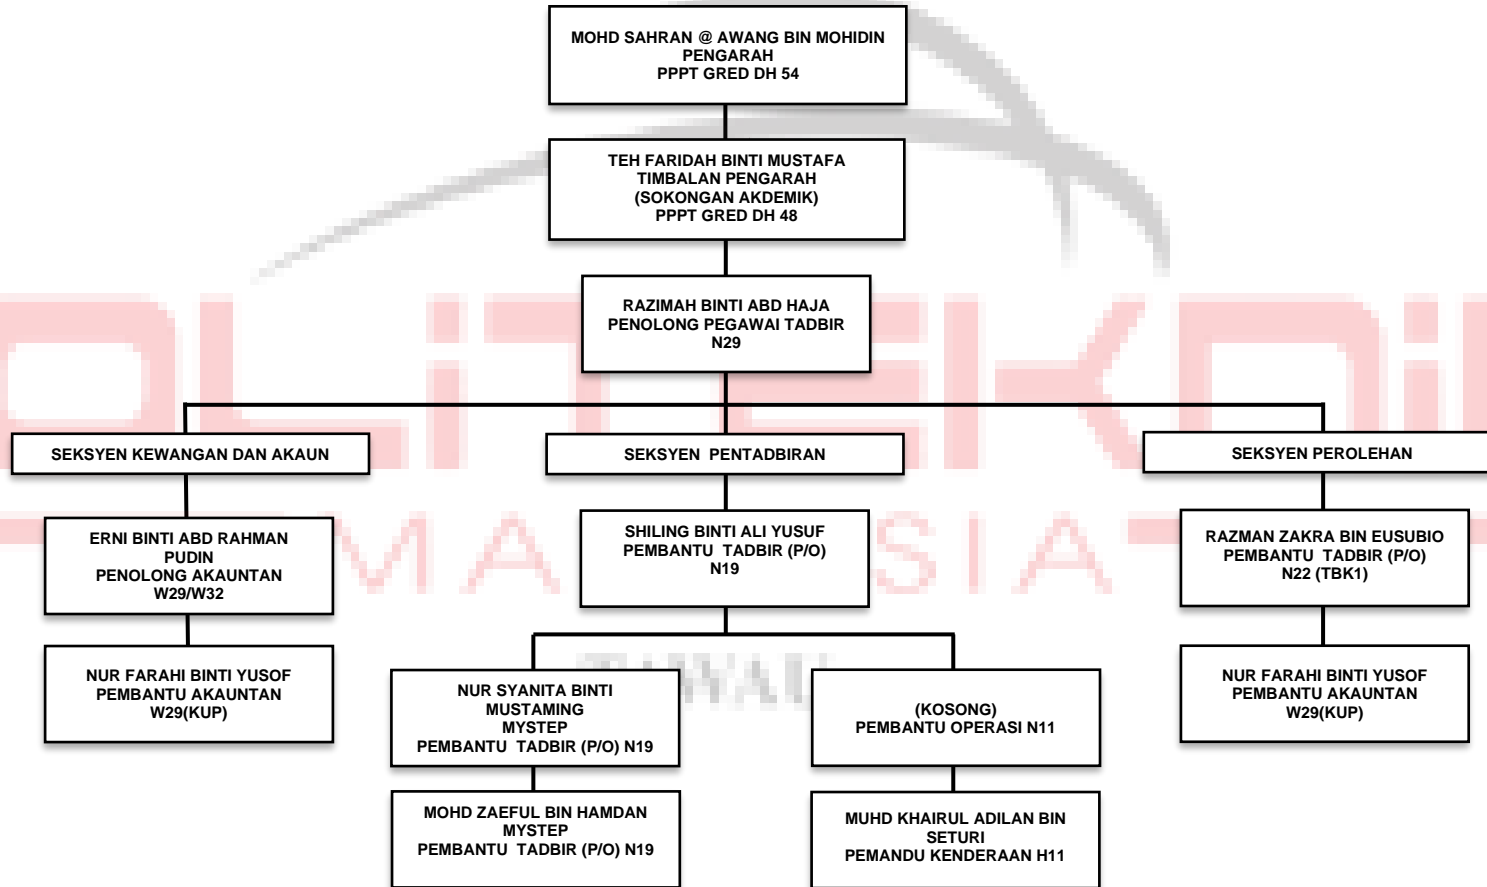 MOHD SAHRAN @ AWANG BIN MOHIDIN
PENGARAH
PPPT GRED DH 54
TEH FARIDAH BINTI MUSTAFA
TIMBALAN PENGARAH
(SOKONGAN AKDEMIK)
PPPT GRED DH 48
RAZIMAH BINTI ABD HAJA
PENOLONG PEGAWAI TADBIR
N29
SEKSYEN KEWANGAN DAN AKAUN
ERNI BINTI ABD RAHMAN
PUDIN
PENOLONG AKAUNTAN
W29/W32
NUR FARAHI BINTI YUSOF
PEMBANTU AKAUNTAN
W29(KUP)
SEKSYEN PENTADBIRAN
SHILING BINTI ALI YUSUF
PEMBANTU TADBIR (P/O)
N19
NUR SYANITA BINTI
MUSTAMING
MYSTEP
PEMBANTU TADBIR (P/O) N19
MOHD ZAEFUL BIN HAMDAN
MYSTEP
PEMBANTU TADBIR (P/O) N19
(KOSONG)
PEMBANTU OPERASI N11
MUHD KHAIRUL ADILAN BIN
SETURI
PEMANDU KENDERAAN H11
SEKSYEN PEROLEHAN
RAZMAN ZAKRA BIN EUSUBIO
PEMBANTU TADBIR (P/O)
N22 (TBK1)
NUR FARAHI BINTI YUSOF
PEMBANTU AKAUNTAN
W29(KUP)